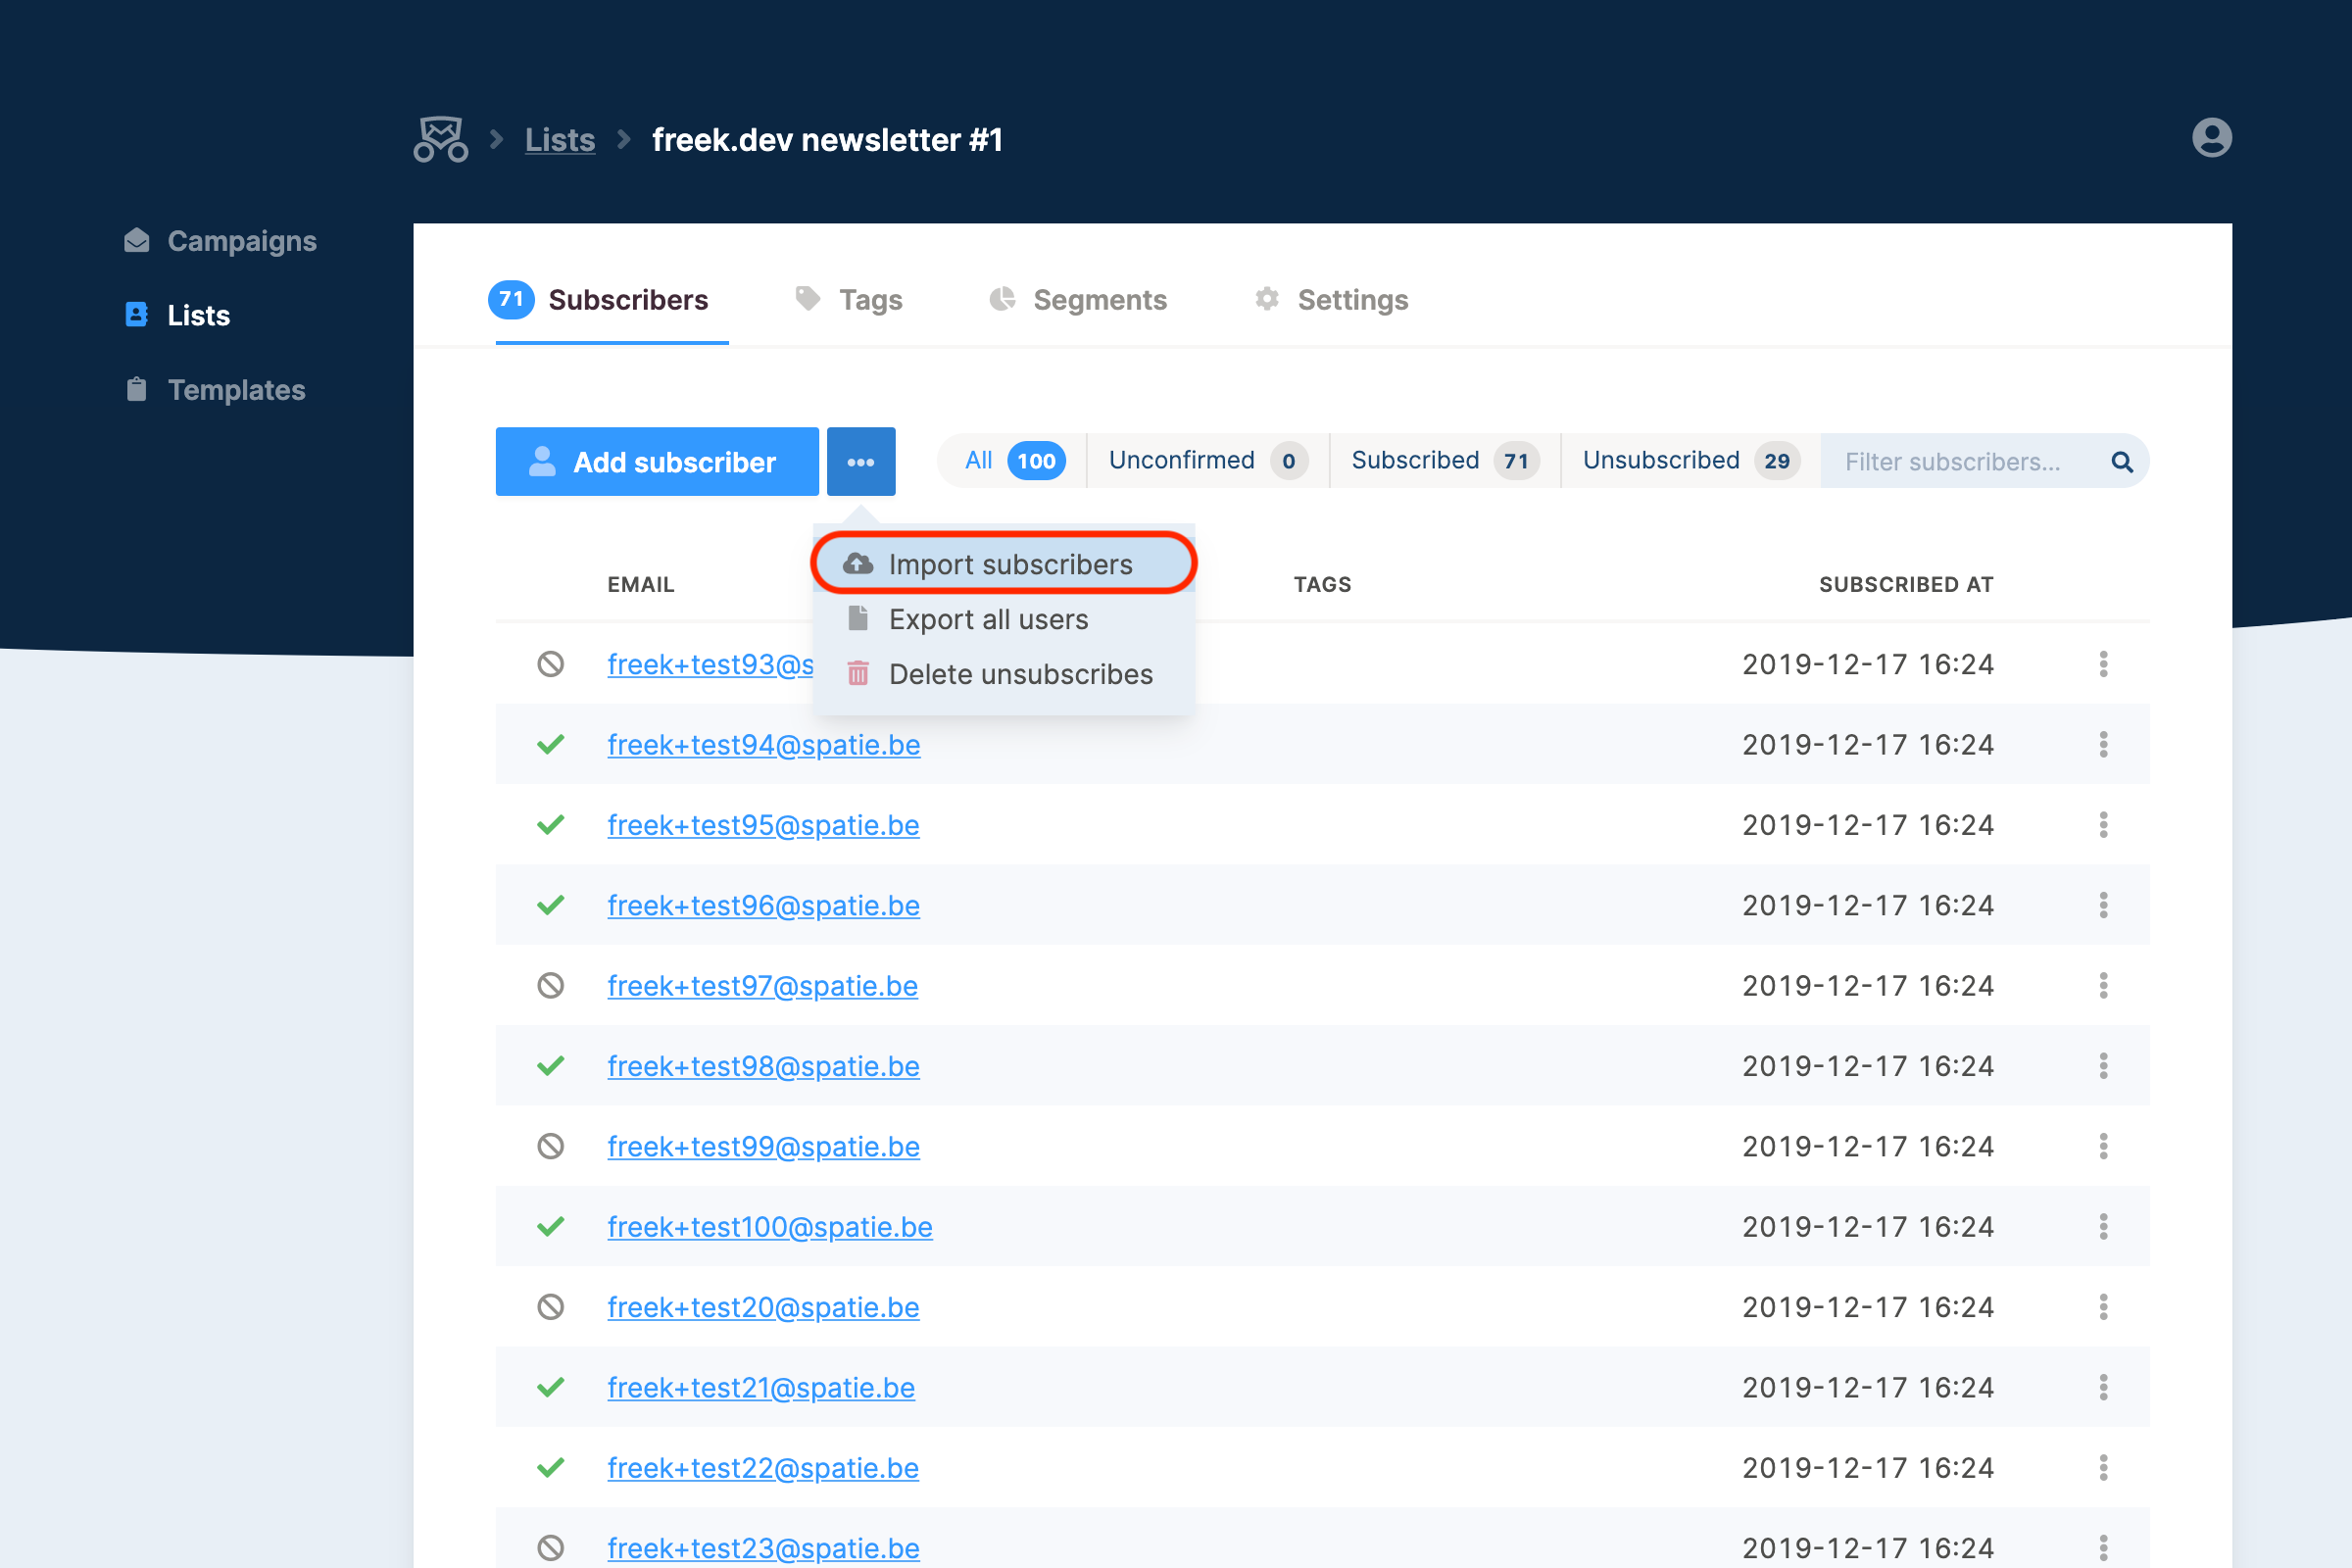 Lists freek.dev newsletter #1
Campaigns
Lists
Templates
71 Subscribers Tags Segments Settings
Add subscriber All 100 Unconfirmed 0 Subscribed 71 Unsubscribed 29 Filter subscribers...
Import subscribers
Export all users
Delete unsubscribes
EMAIL TAGS SUBSCRIBED AT
freek+test93@s 2019-12-17 16:24
freek+test94@spatie.be 2019-12-17 16:24
freek+test95@spatie.be 2019-12-17 16:24
freek+test96@spatie.be 2019-12-17 16:24
freek+test97@spatie.be 2019-12-17 16:24
freek+test98@spatie.be 2019-12-17 16:24
freek+test99@spatie.be 2019-12-17 16:24
freek+test100@spatie.be 2019-12-17 16:24
freek+test20@spatie.be 2019-12-17 16:24
freek+test21@spatie.be 2019-12-17 16:24
freek+test22@spatie.be 2019-12-17 16:24
freek+test23@spatie.be 2019-12-17 16:24